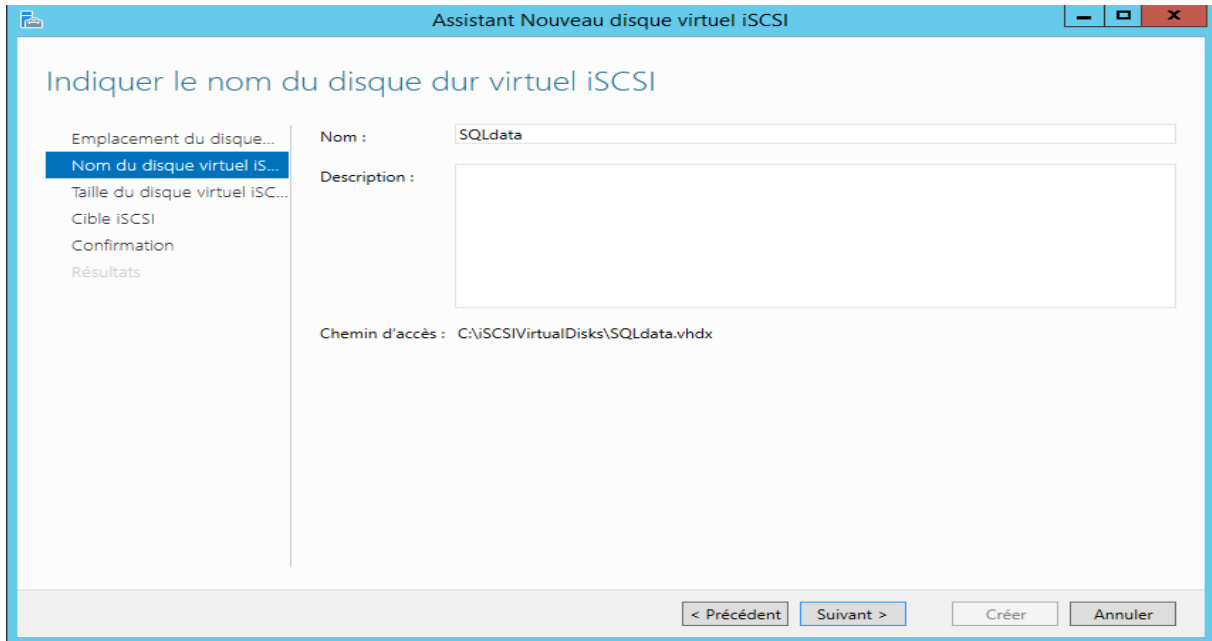 Assistant Nouveau disque virtuel iSCSI
Indiquer le nom du disque dur virtuel iSCSI
Emplacement du disque...
Nom du disque virtuel iS...
Taille du disque virtuel iSC...
Cible iSCSI
Confirmation
Résultats
Nom :
SQLdata
Description :
Chemin d'accès : C:\iSCSIVirtualDisks\SQLdata.vhdx
< Précédent
Suivant >
Créer
Annuler